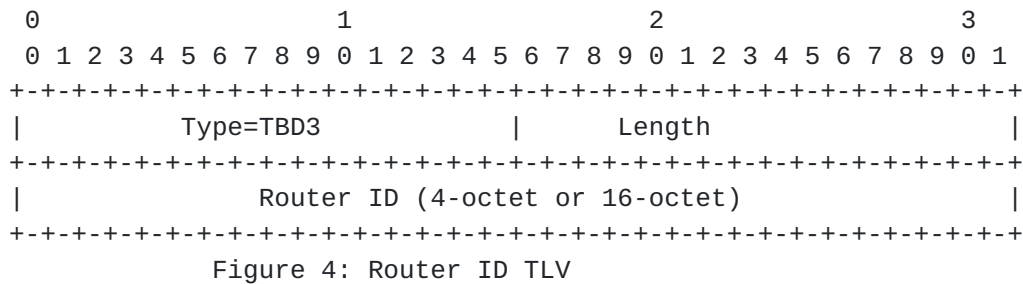 0                   1                   2                   3
 0 1 2 3 4 5 6 7 8 9 0 1 2 3 4 5 6 7 8 9 0 1 2 3 4 5 6 7 8 9 0 1
+-+-+-+-+-+-+-+-+-+-+-+-+-+-+-+-+-+-+-+-+-+-+-+-+-+-+-+-+-+-+-+-+
|          Type=TBD3            |      Length                   |
+-+-+-+-+-+-+-+-+-+-+-+-+-+-+-+-+-+-+-+-+-+-+-+-+-+-+-+-+-+-+-+-+
|               Router ID (4-octet or 16-octet)                 |
+-+-+-+-+-+-+-+-+-+-+-+-+-+-+-+-+-+-+-+-+-+-+-+-+-+-+-+-+-+-+-+-+
             Figure 4: Router ID TLV